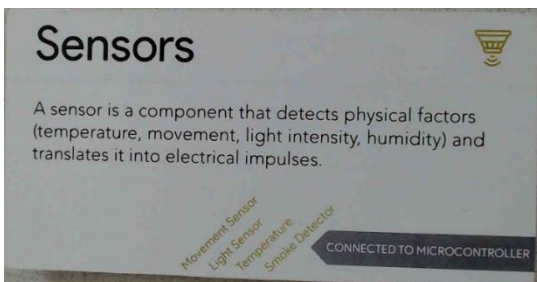 Sensors
A sensor is a component that detects physical factors
(temperature, movement, light intensity, humidity) and
translates it into electrical impulses.
Movement Sensor
Light Sensor
Temperature
Smoke Detector
CONNECTED TO MICROCONTROLLER